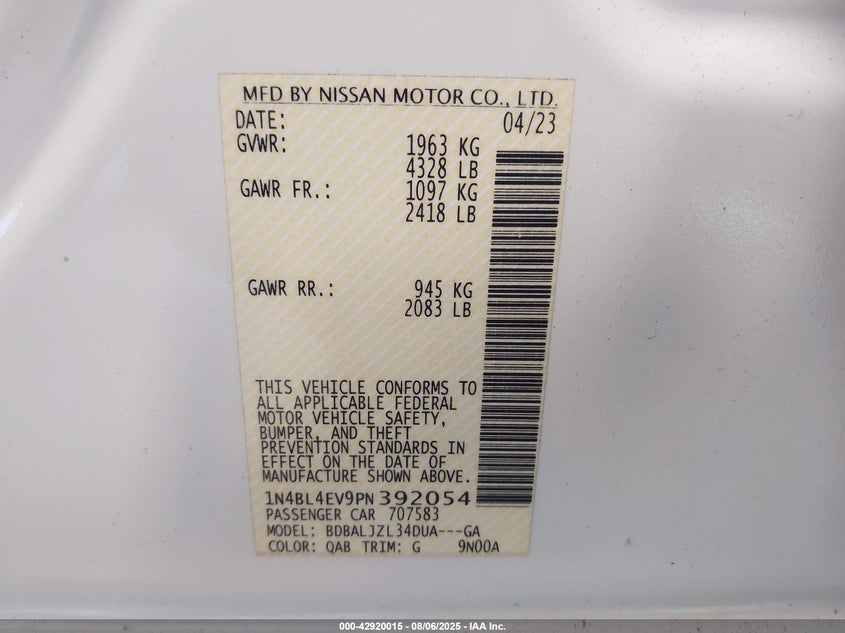 MFD BY NISSAN MOTOR CO., LTD.
DATE: 04/23
GVWR: 1963 KG
4328 LB
GAWR FR.: 1097 KG
2418 LB
GAWR RR.: 945 KG
2083 LB
THIS VEHICLE CONFORMS TO
ALL APPLICABLE FEDERAL
MOTOR VEHICLE SAFETY,
BUMPER, AND THEFT
PREVENTION STANDARDS IN
EFFECT ON THE DATE OF
MANUFACTURE SHOWN ABOVE.
1N4BL4EV9PN392054
PASSENGER CAR 707583
MODEL: BDBALJZL34DUA---GA
COLOR: QAB TRIM: G 9N00A
000-42920015 - 08/06/2025 - IAA Inc.